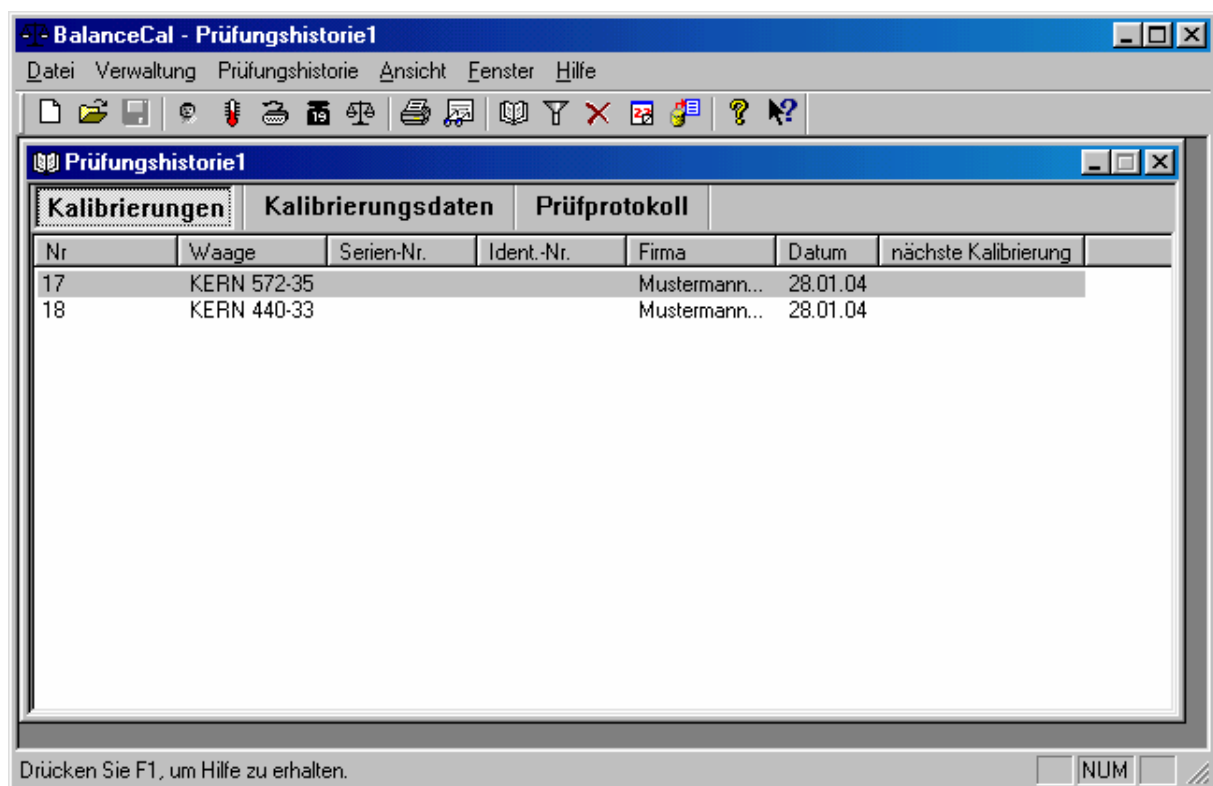 BalanceCal - Prüfungshistorie1
Datei Verwaltung Prüfungshistorie Ansicht Fenster Hilfe
Prüfungshistorie1
Kalibrierungen Kalibrierungsdaten Prüfprotokoll
Nr Waage Serien-Nr. Ident.-Nr. Firma Datum nächste Kalibrierung
17 KERN 572-35 Mustermann... 28.01.04
18 KERN 440-33 Mustermann... 28.01.04
Drücken Sie F1, um Hilfe zu erhalten. NUM